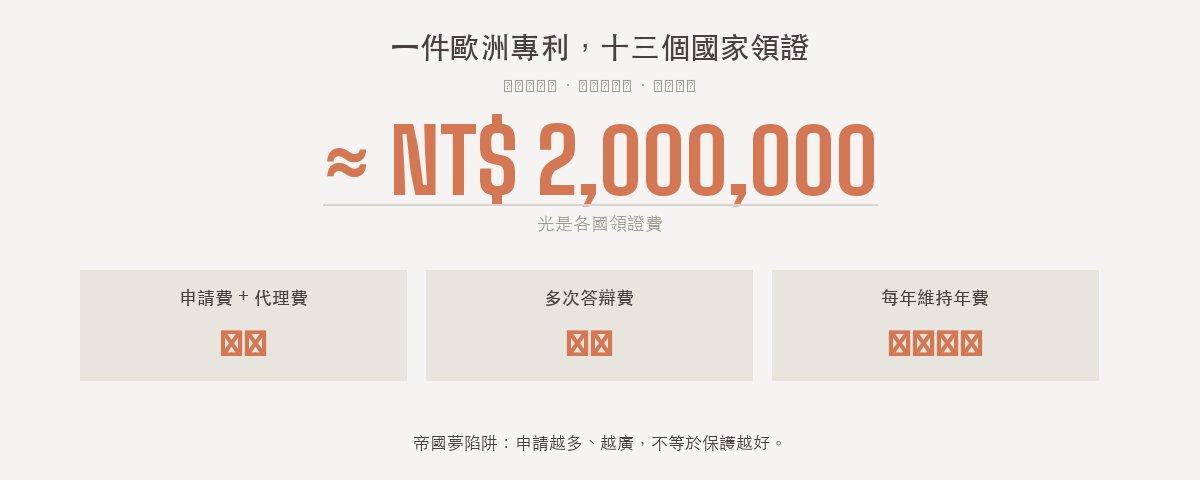 一件歐洲專利，十三個國家領證
≈ NT$ 2,000,000
光是各國領證費
申請費 + 代理費
多次答辯費
每年維持年費
帝國夢陷阱：申請越多、越廣，不等於保護越好。